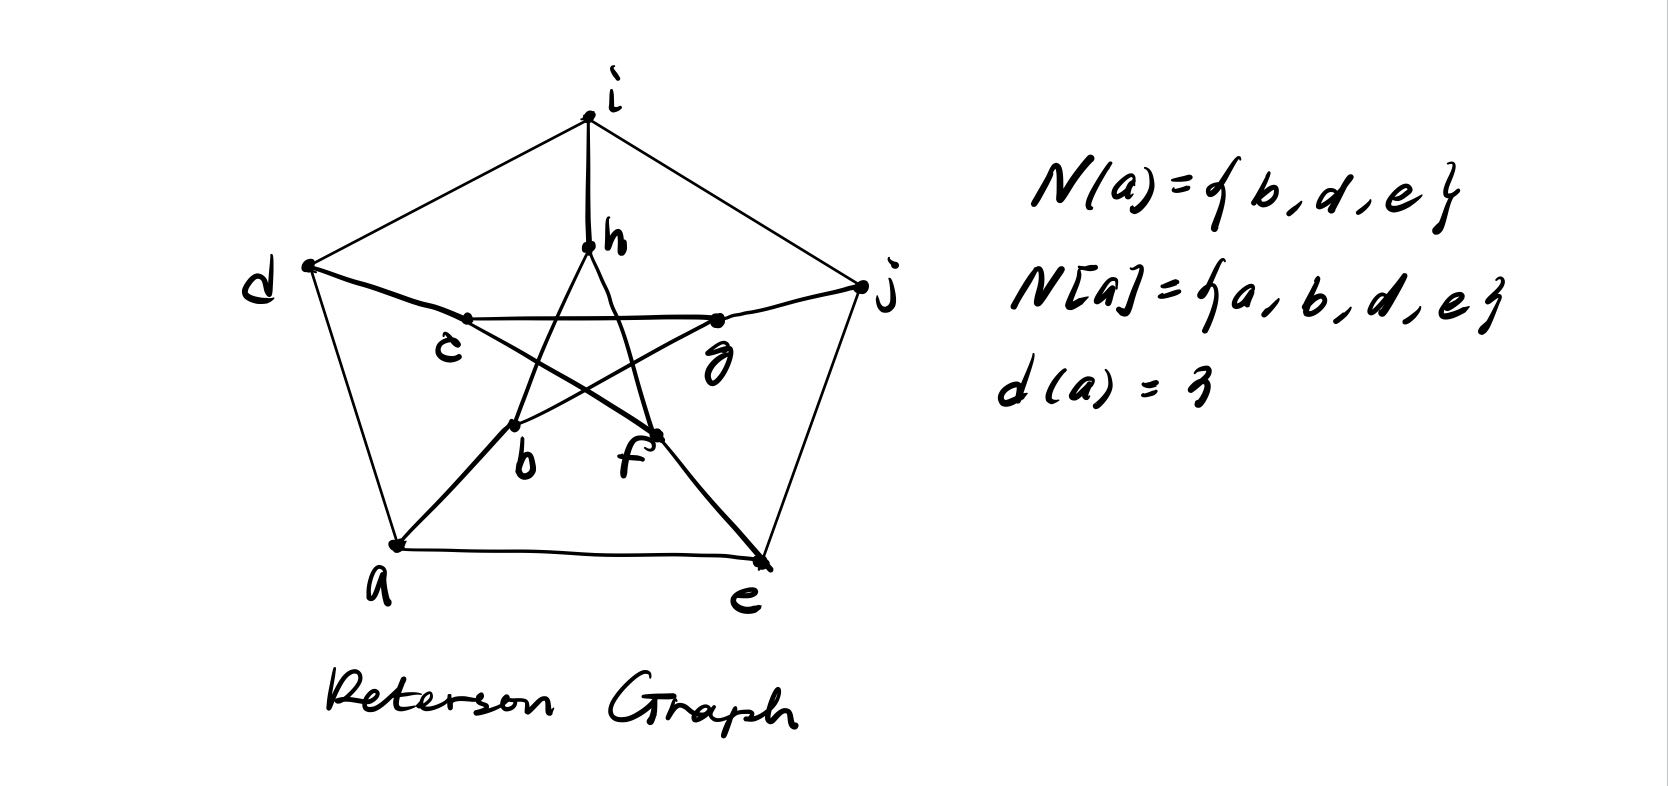 i
h
d
j
c
g
b
f
a
e
N(a) = { b, d, e }
N[a] = { a, b, d, e }
d(a) = 3
Peterson Graph